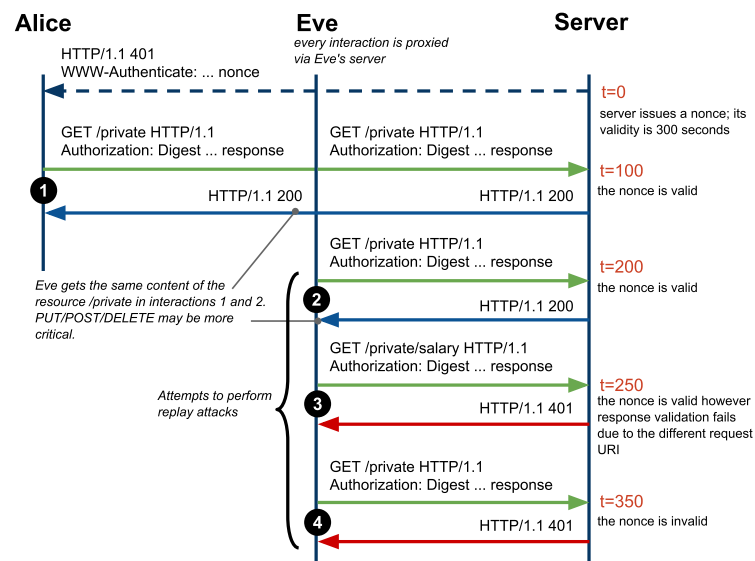 Alice
Eve
Server
every interaction is proxied
via Eve's server
HTTP/1.1 401
WWW-Authenticate: ... nonce
t=0
server issues a nonce; its
validity is 300 seconds
GET /private HTTP/1.1
Authorization: Digest ... response
GET /private HTTP/1.1
Authorization: Digest ... response
t=100
the nonce is valid
1
HTTP/1.1 200
HTTP/1.1 200
GET /private HTTP/1.1
Authorization: Digest ... response
t=200
the nonce is valid
Eve gets the same content of the
resource /private in interactions 1 and 2.
PUT/POST/DELETE may be more
critical.
2
HTTP/1.1 200
GET /private/salary HTTP/1.1
Authorization: Digest ... response
t=250
the nonce is valid however
response validation fails
due to the different request
URI
Attempts to perform
replay attacks
3
HTTP/1.1 401
GET /private HTTP/1.1
Authorization: Digest ... response
t=350
the nonce is invalid
4
HTTP/1.1 401